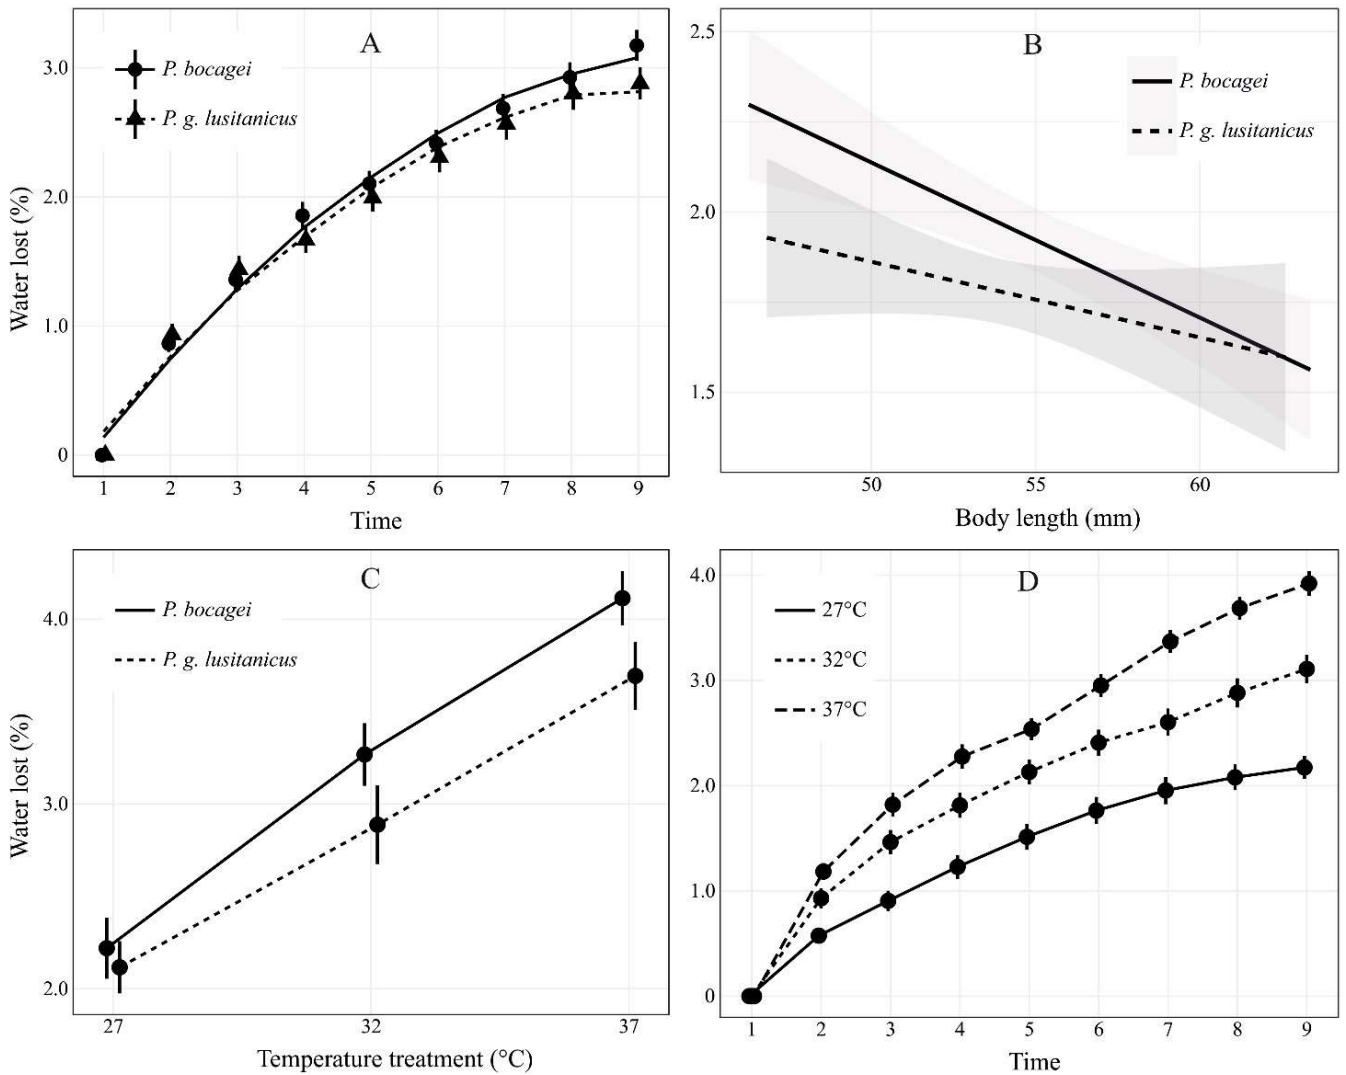 A
P. bocagei
P. g. lusitanicus
3.0
2.0
1.0
0
Water lost (%)
1 2 3 4 5 6 7 8 9
Time
B
P. bocagei
P. g. lusitanicus
2.5
2.0
1.5
50 55 60
Body length (mm)
C
P. bocagei
P. g. lusitanicus
4.0
3.0
2.0
Water lost (%)
27 32 37
Temperature treatment (°C)
D
27°C
32°C
37°C
4.0
3.0
2.0
1.0
0
1 2 3 4 5 6 7 8 9
Time